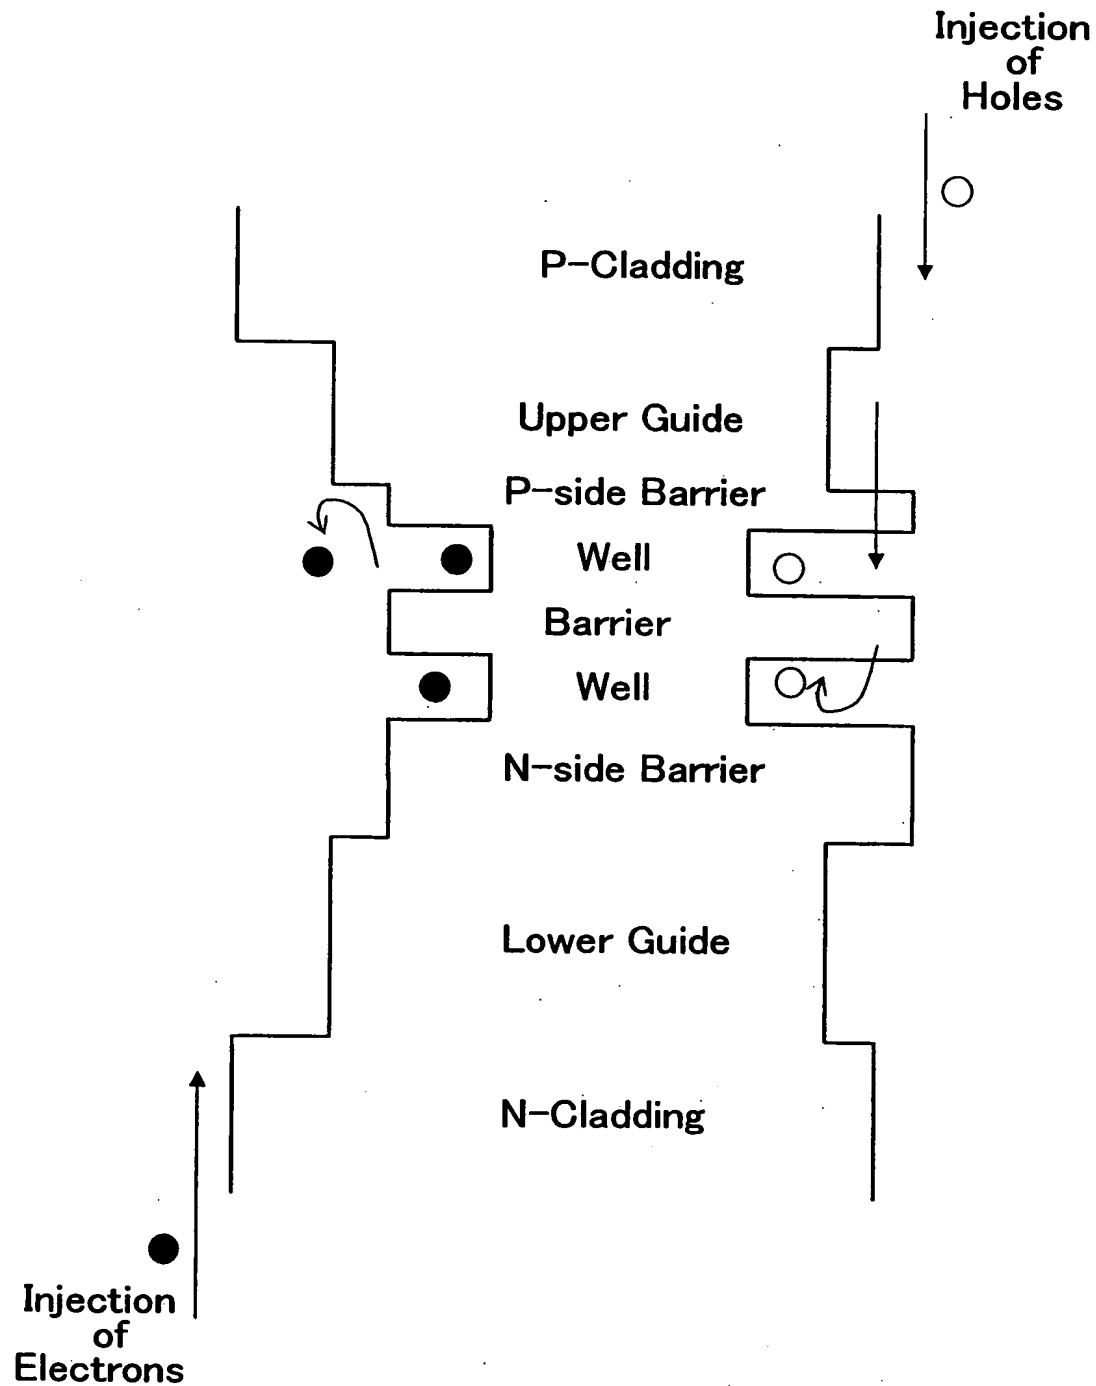 Injection
of
Holes
P-Cladding
Upper Guide
P-side Barrier
Well
Barrier
Well
N-side Barrier
Lower Guide
N-Cladding
Injection
of
Electrons